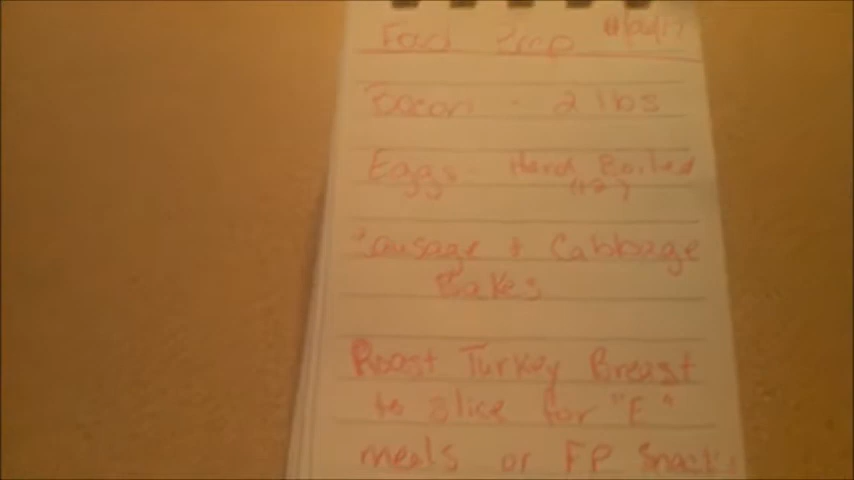 Food Prep
Bacon - 2 lbs
Eggs - Hard Boiled
Sausage + Cabbage
Bakes
Roast Turkey Breast
to slice for "E"
meals or FP snacks